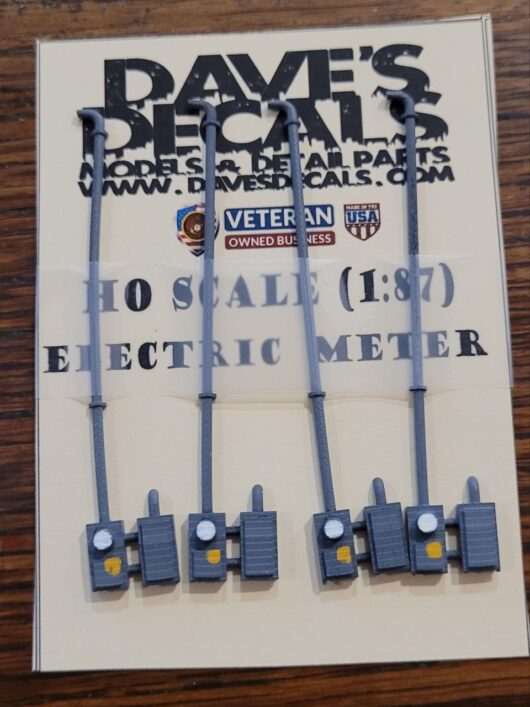 DAVE'S
DECALS
MODELS & DETAIL PARTS
WWW.DAVESDECALS.COM
VETERAN
OWNED BUSINESS
MADE IN THE
USA
HO SCALE (1:87)
ELECTRIC METER